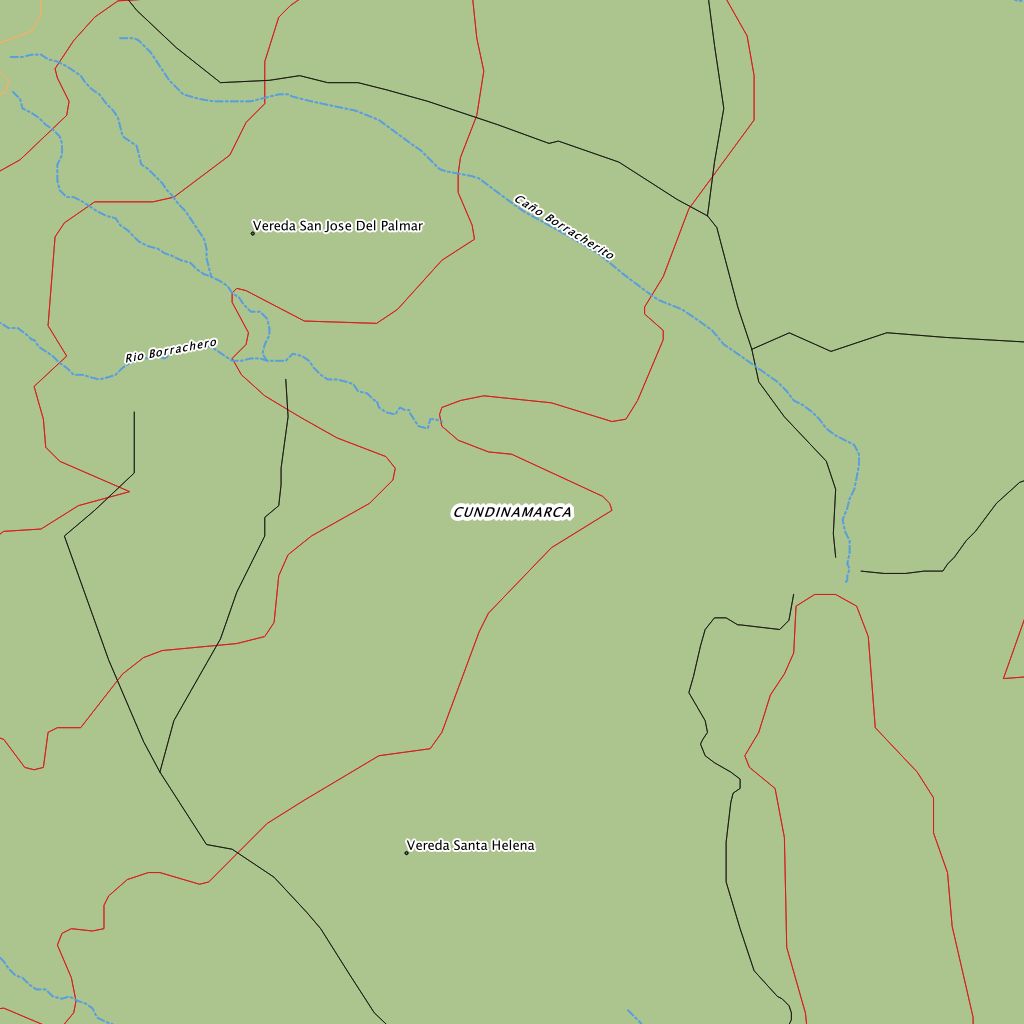 Caño Borracherito
Vereda San Jose Del Palmar
Rio Borrachero
CUNDINAMARCA
Vereda Santa Helena